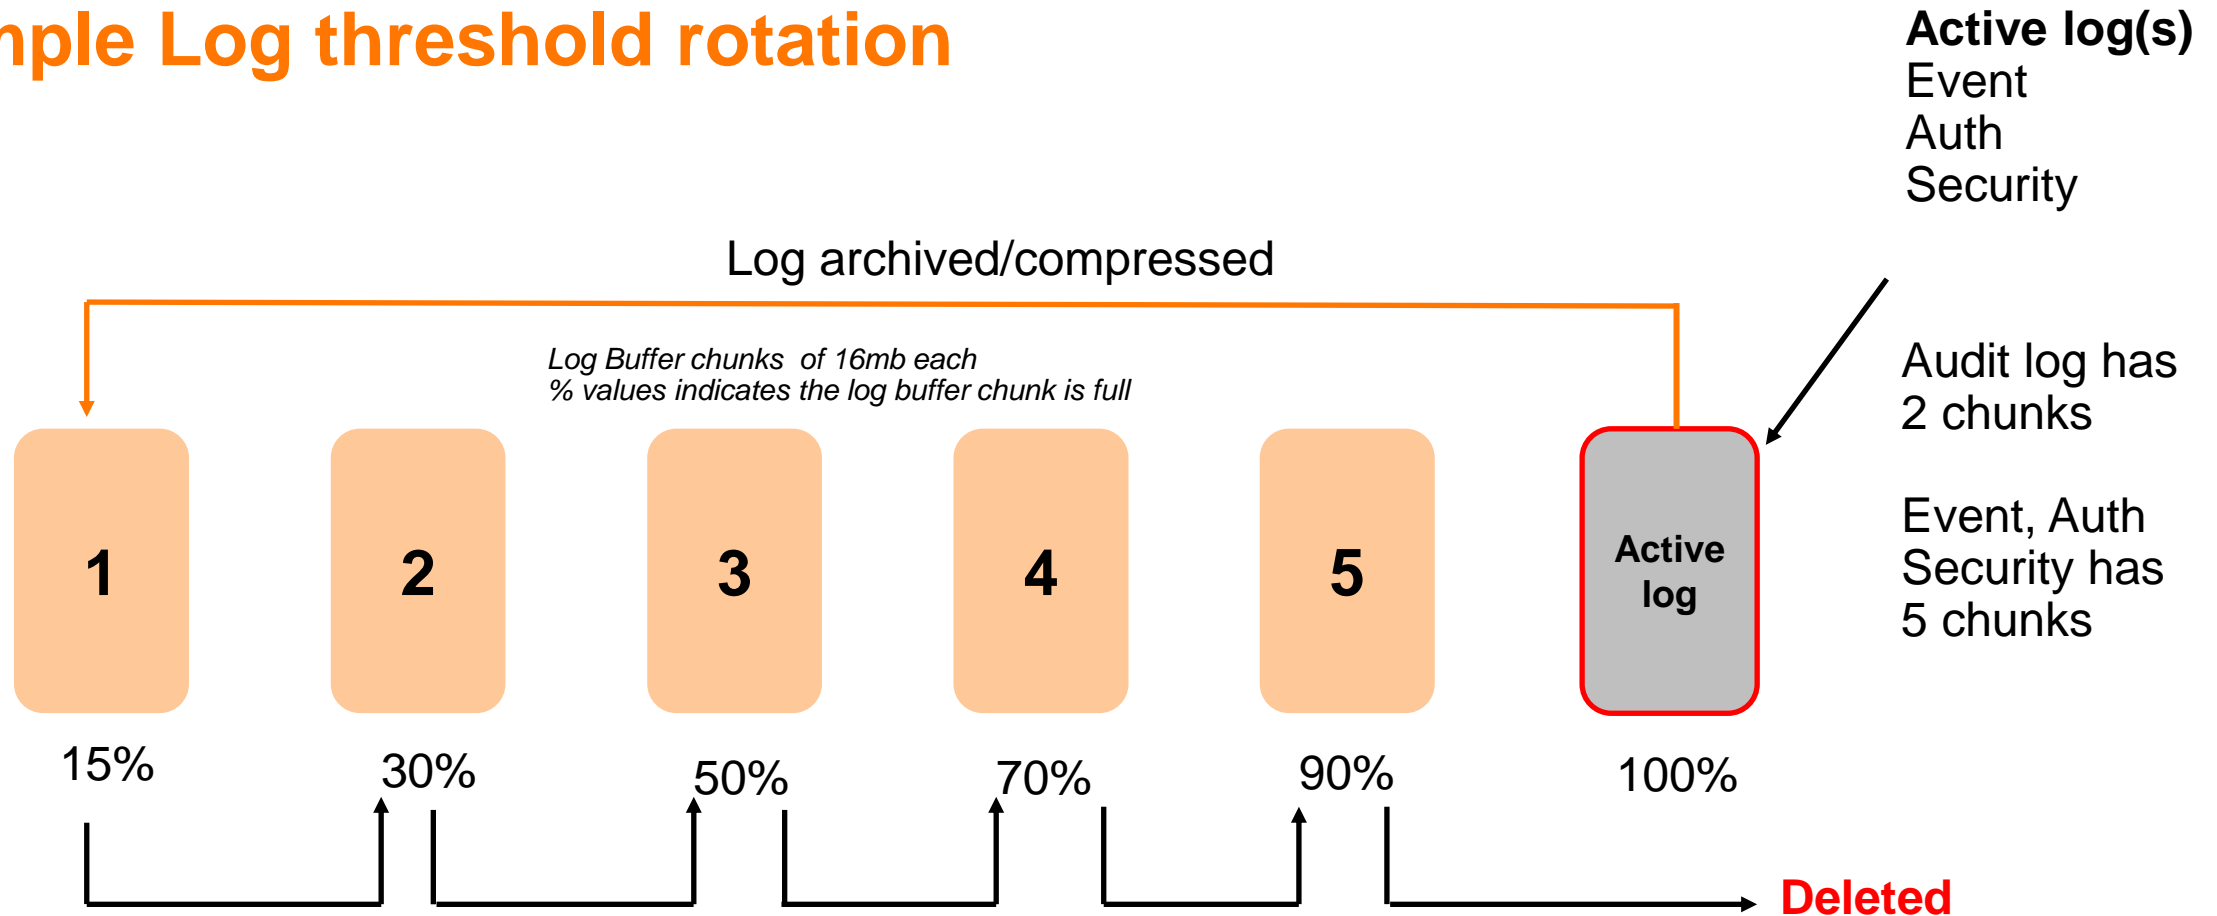 mple Log threshold rotation
Active log(s)
Event
Auth
Security
Log archived/compressed
Log Buffer chunks of 16mb each
% values indicates the log buffer chunk is full
Audit log has
2 chunks
Event, Auth
Security has
5 chunks
1
2
3
4
5
Active
log
15%
30%
50%
70%
90%
100%
Deleted